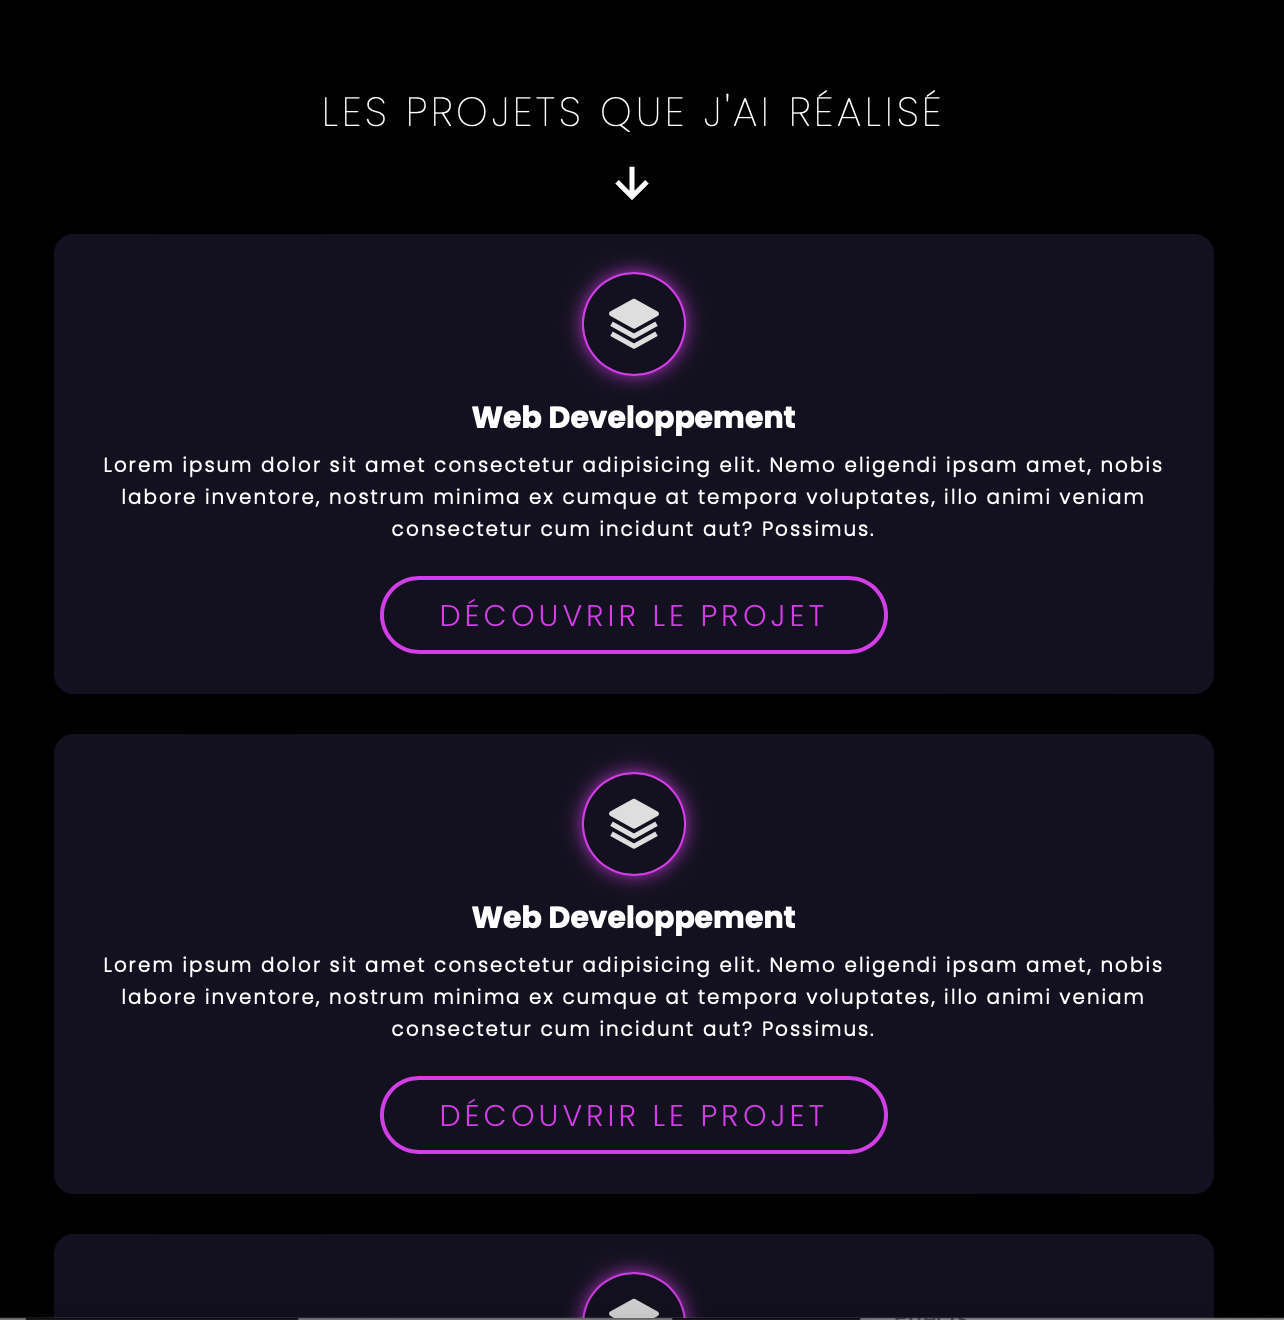 LES PROJETS QUE J'AI RÉALISÉ
Web Developpement
Lorem ipsum dolor sit amet consectetur adipisicing elit. Nemo eligendi ipsam amet, nobis
labore inventore, nostrum minima ex cumque at tempora voluptates, illo animi veniam
consectetur cum incidunt aut? Possimus.
DÉCOUVRIR LE PROJET
Web Developpement
Lorem ipsum dolor sit amet consectetur adipisicing elit. Nemo eligendi ipsam amet, nobis
labore inventore, nostrum minima ex cumque at tempora voluptates, illo animi veniam
consectetur cum incidunt aut? Possimus.
DÉCOUVRIR LE PROJET